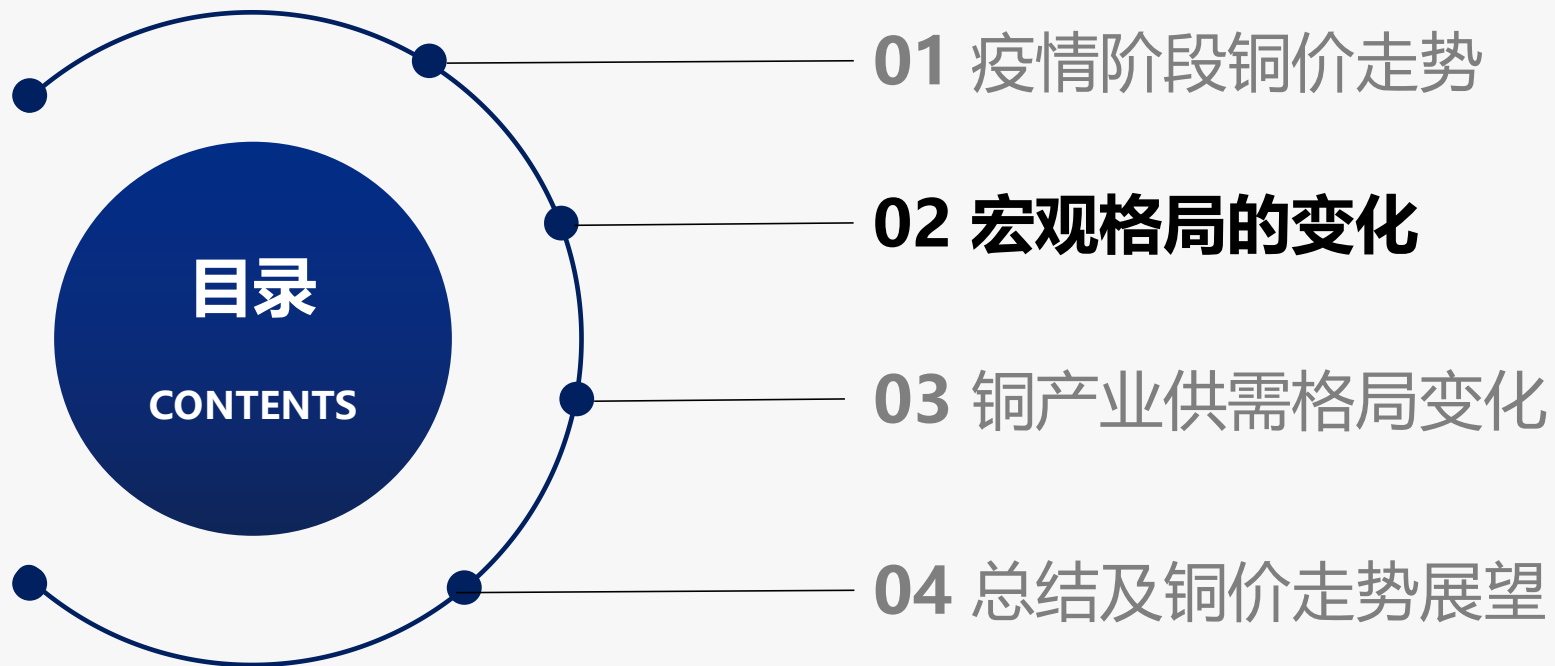 目录
CONTENTS
01 疫情阶段铜价走势
02 宏观格局的变化
03 铜产业供需格局变化
04 总结及铜价走势展望